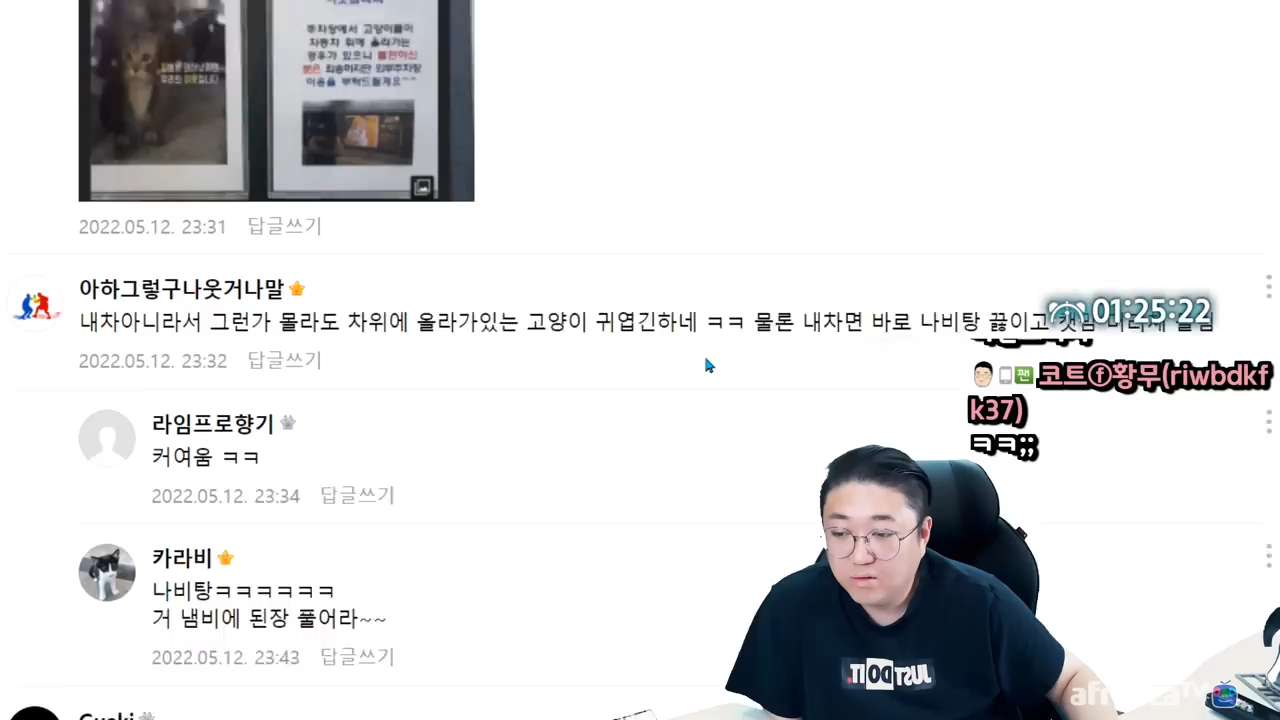 주차장에서 고양이들이
자동차 위에 올라가는
경우가 있으니 불편하신
분은 죄송하지만 외부주차장
이용을 부탁드릴게요^^
2022.05.12. 23:31 답글쓰기
아하그렇구나웃거나말
내차아니라서 그런가 몰라도 차위에 올라가있는 고양이 귀엽긴하네 ㅋㅋ 물론 내차면 바로 나비탕 끓이고
01:25:22
2022.05.12. 23:32 답글쓰기
팬 코트ⓕ황무(riwbdkf
k37)
ㅋㅋ;;
라임프로향기
커여움 ㅋㅋ
2022.05.12. 23:34 답글쓰기
카라비
나비탕ㅋㅋㅋㅋㅋㅋ
거 냄비에 된장 풀어라~~
2022.05.12. 23:43 답글쓰기
JUST DO IT.
afreecaTV